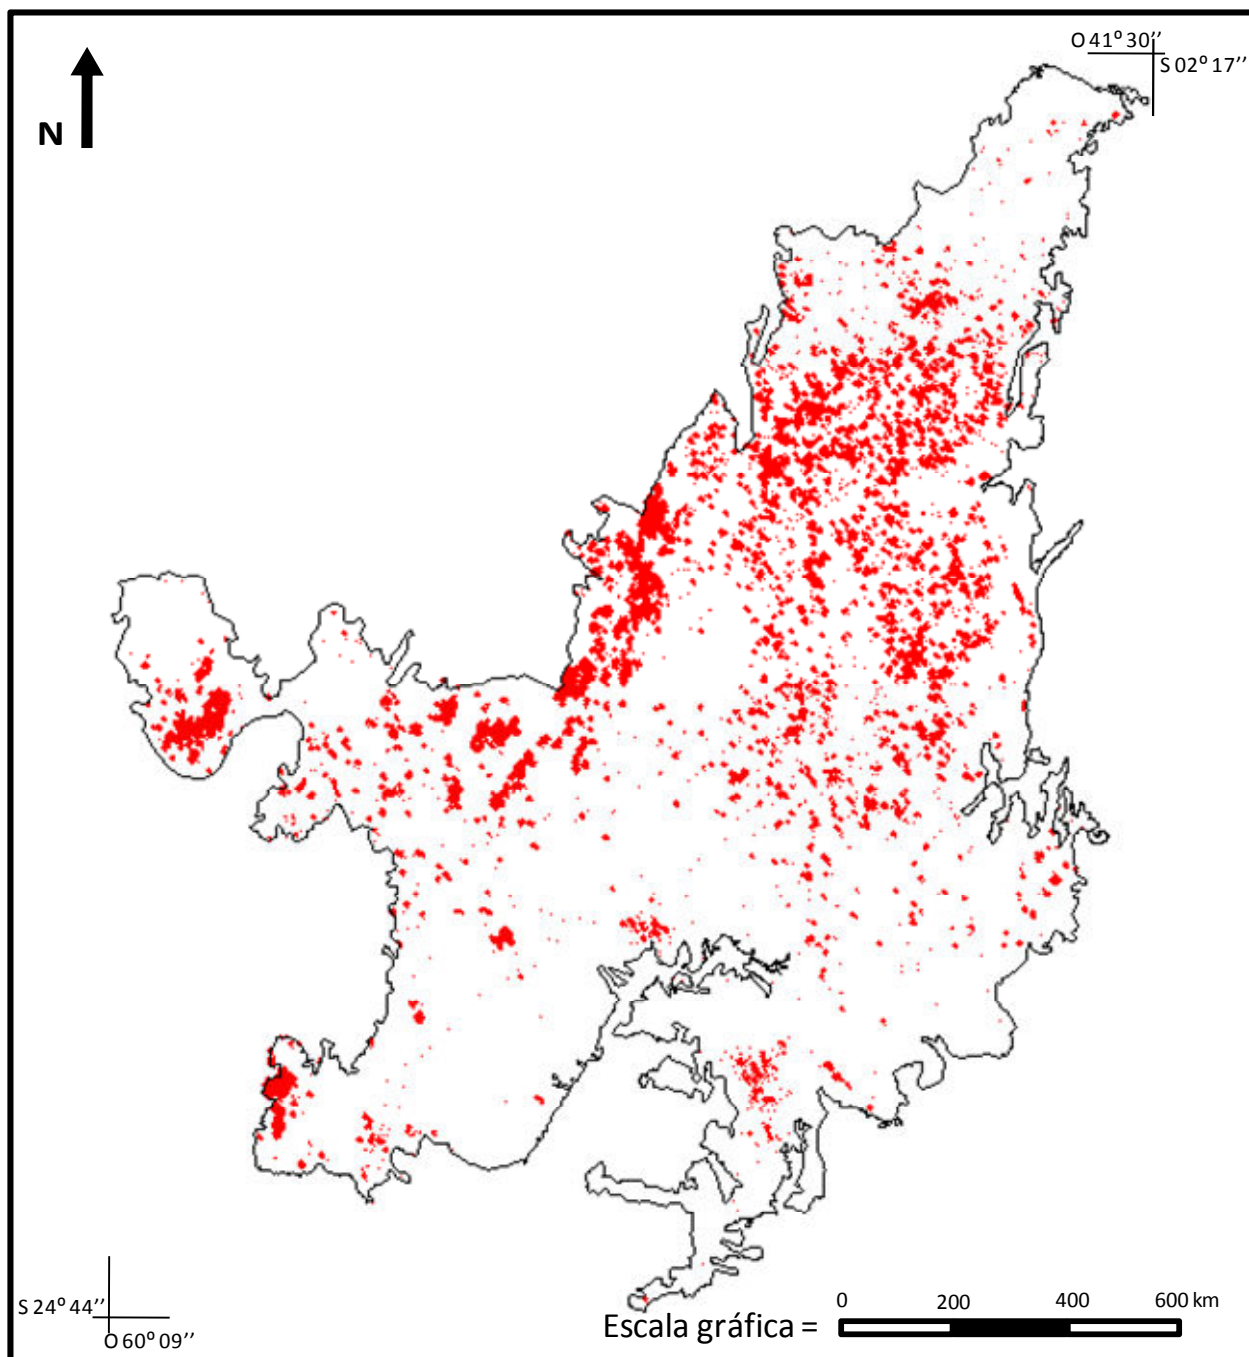 O 41° 30’’
S 02° 17’’
N
S 24° 44’’
O 60° 09’’
Escala gráfica =
0 200 400 600 km